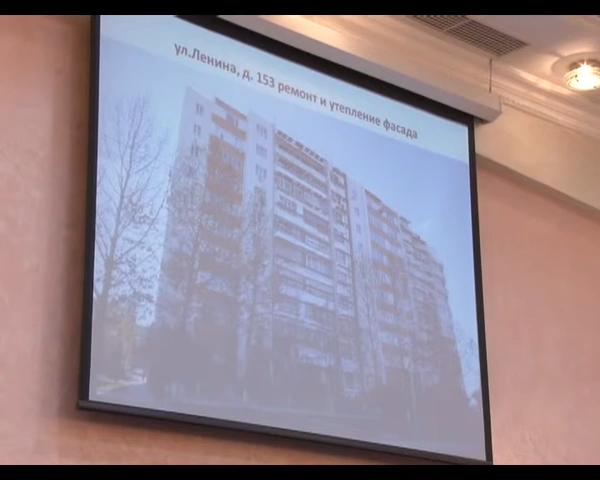 ул.Ленина, д. 153 ремонт и утепление фасада